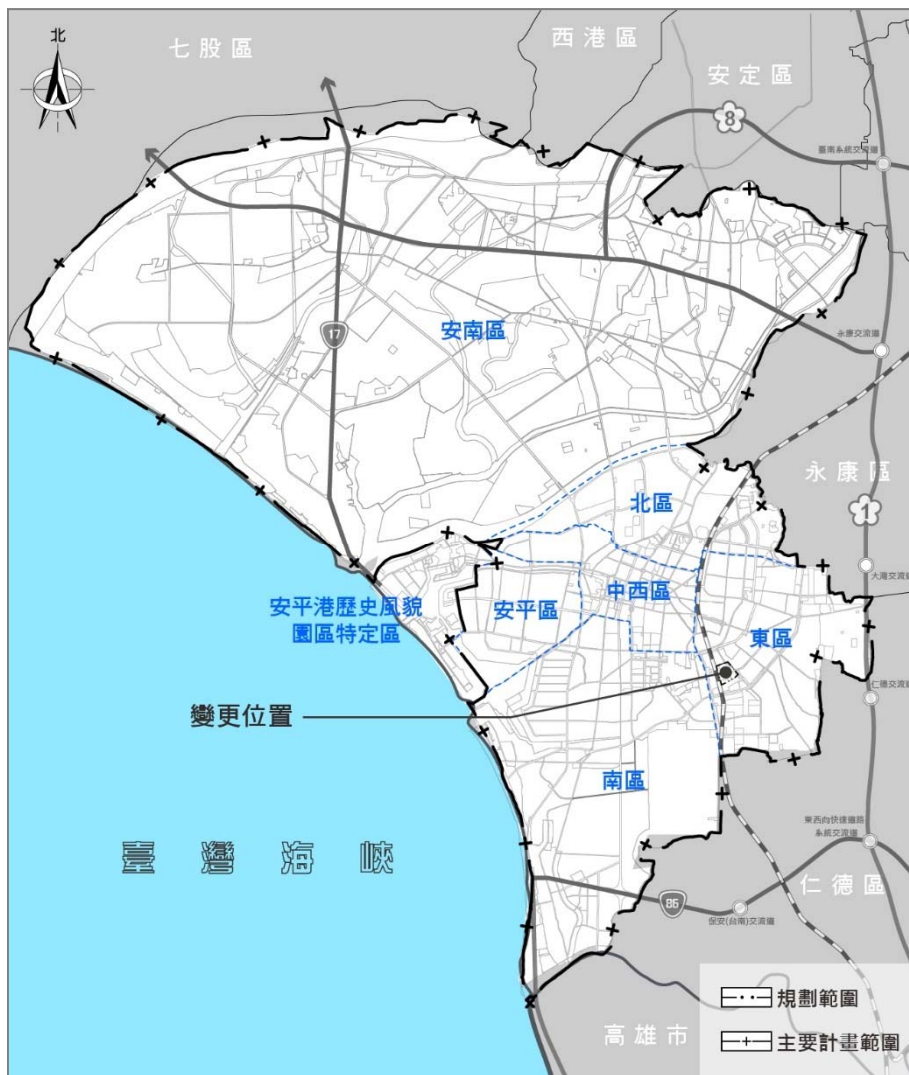 北
七股區
西港區
安定區
8
臺南系統交流道
永康交流道
17
安南區
永康區
北區
1
大灣交流道
中西區
安平區
東區
安平港歷史風貌
園區特定區
仁德交流道
變更位置
南區
東西向快速道路
系統交流道
臺灣海峽
仁德區
86
保安(台南)交流道
規劃範圍
主要計畫範圍
高雄市